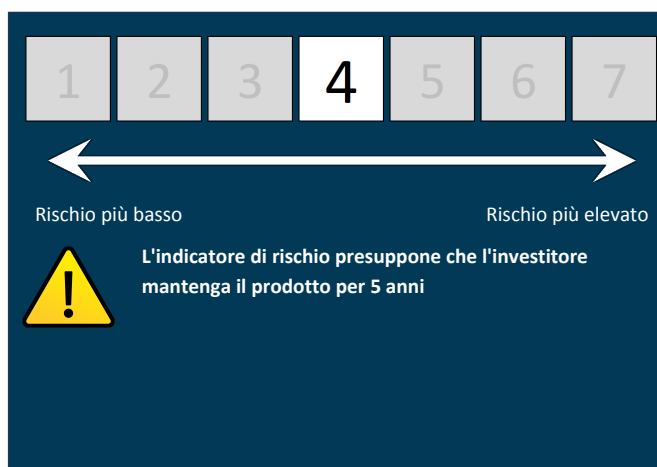 1 2 3 4 5 6 7
Rischio più basso Rischio più elevato
L'indicatore di rischio presuppone che l'investitore
mantenga il prodotto per 5 anni